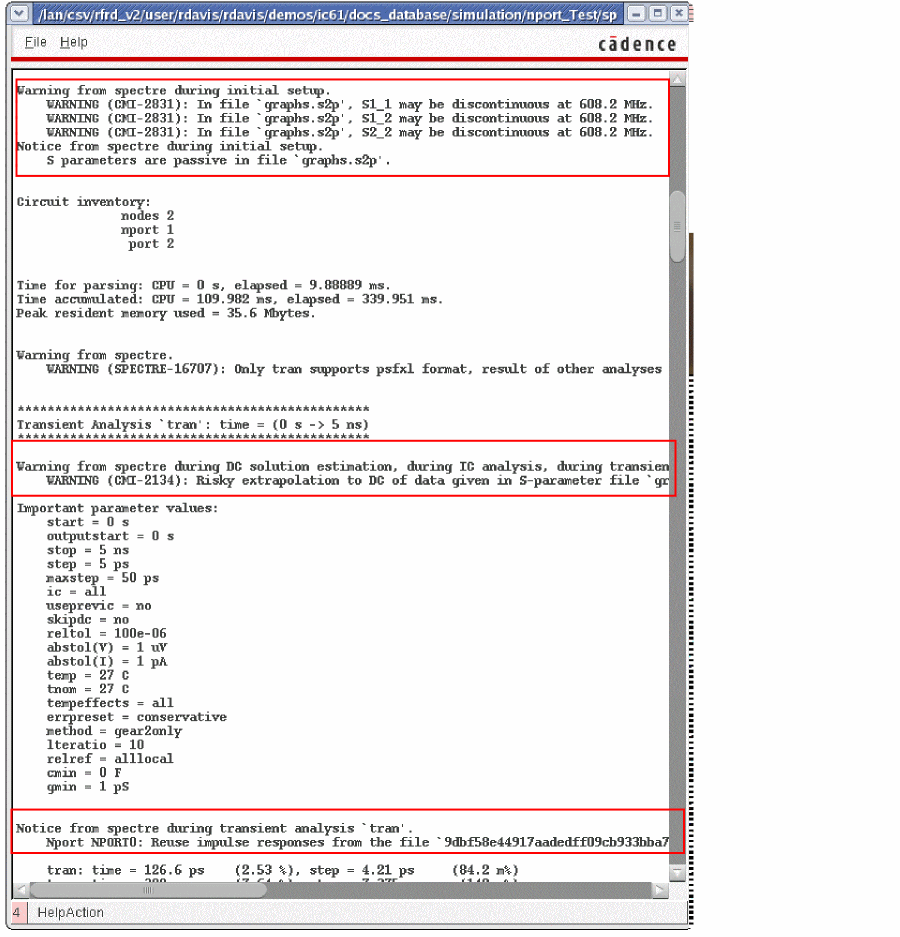 /lan/csv/rfrd_v2/user/rdavis/rdavis/demos/ic61/docs_database/simulation/nport_Test/sp
File Help
cādence
Warning from spectre during initial setup.
WARNING (CMI-2831): In file `graphs.s2p', S1_1 may be discontinuous at 608.2 MHz.
WARNING (CMI-2831): In file `graphs.s2p', S1_2 may be discontinuous at 608.2 MHz.
WARNING (CMI-2831): In file `graphs.s2p', S2_2 may be discontinuous at 608.2 MHz.
Notice from spectre during initial setup.
S parameters are passive in file `graphs.s2p'.
Circuit inventory:
nodes 2
nport 1
port 2
Time for parsing: CPU = 0 s, elapsed = 9.88889 ms.
Time accumulated: CPU = 109.982 ms, elapsed = 339.951 ms.
Peak resident memory used = 35.6 Mbytes.
Warning from spectre.
WARNING (SPECTRE-16707): Only tran supports psfxl format, result of other analyses
***********************************************
Transient Analysis `tran': time = (0 s -> 5 ns)
***********************************************
Warning from spectre during DC solution estimation, during IC analysis, during transien
WARNING (CMI-2134): Risky extrapolation to DC of data given in S-parameter file `gr
Important parameter values:
start = 0 s
outputstart = 0 s
stop = 5 ns
step = 5 ps
maxstep = 50 ps
ic = all
useprevic = no
skipdc = no
reltol = 100e-06
abstol(V) = 1 uV
abstol(I) = 1 pA
temp = 27 C
tnom = 27 C
tempeffects = all
errpreset = conservative
method = gear2only
lteratio = 10
relref = alllocal
cmin = 0 F
gmin = 1 pS
Notice from spectre during transient analysis `tran'.
Nport NPORT0: Reuse impulse responses from the file `9dbf58e44917aadedff09cb933bba7
tran: time = 126.6 ps (2.53 %), step = 4.21 ps (84.2 m%)
4 HelpAction